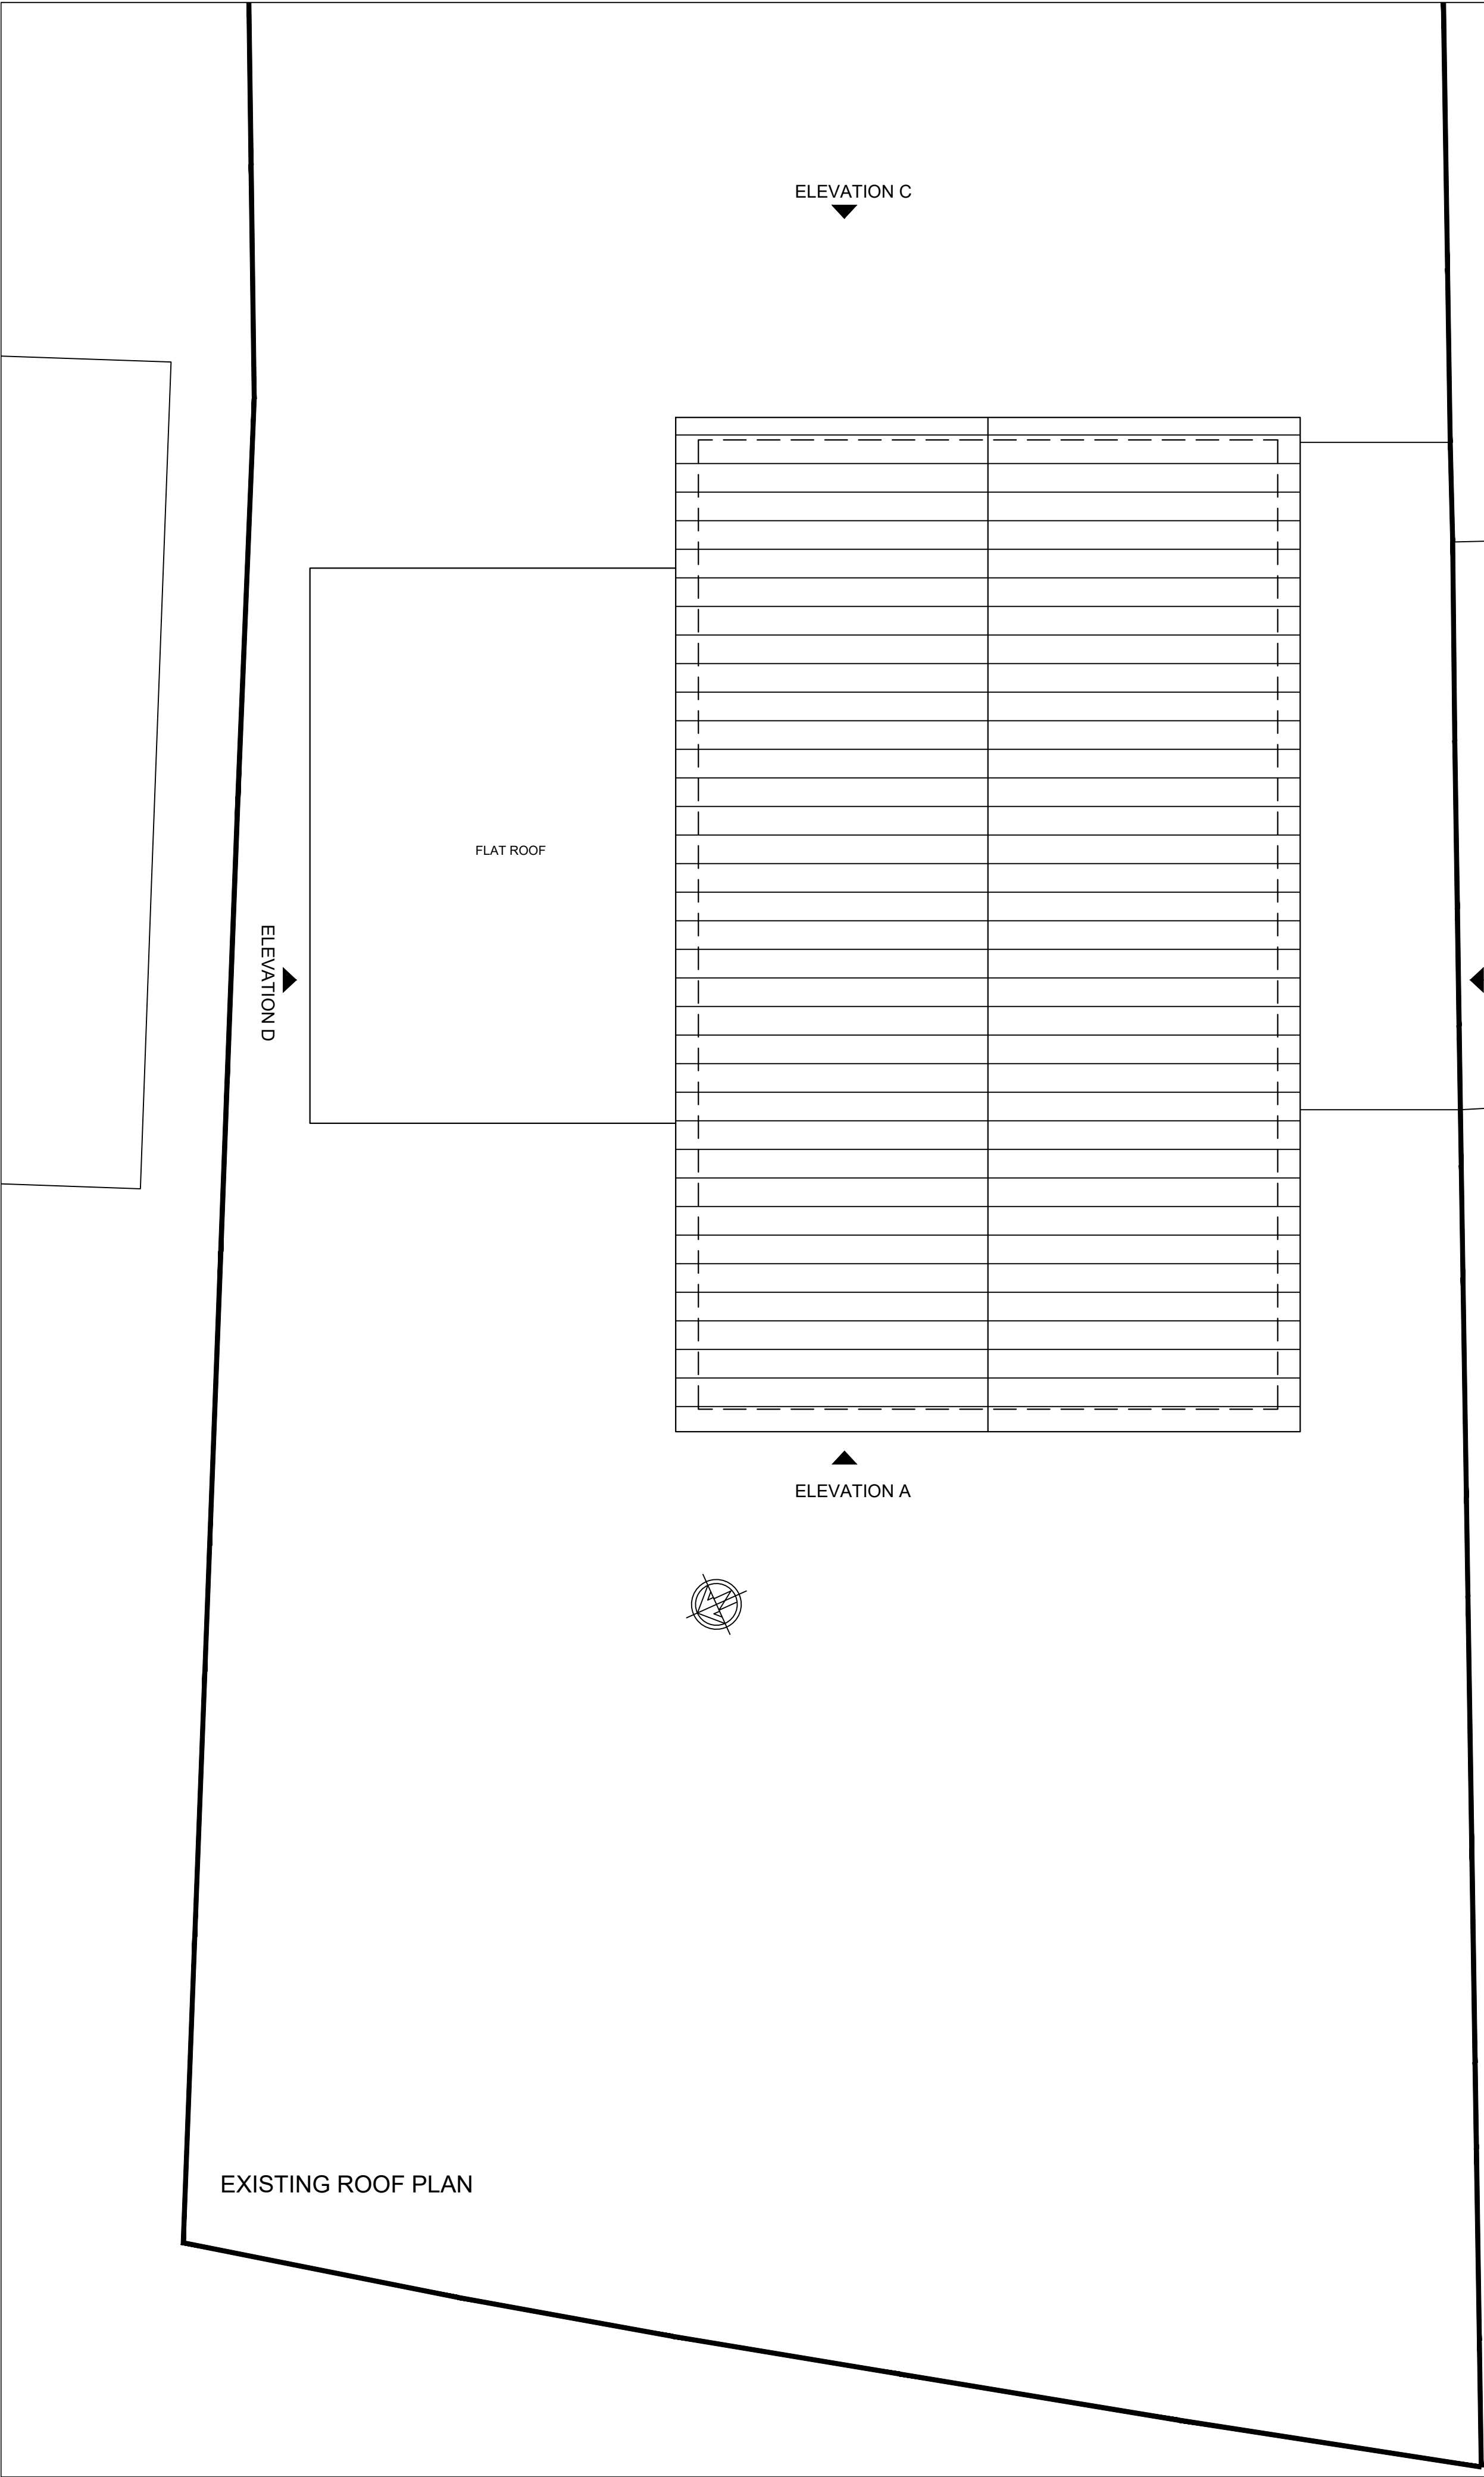 ELEVATION C
FLAT ROOF
ELEVATION D
ELEVATION A
EXISTING ROOF PLAN